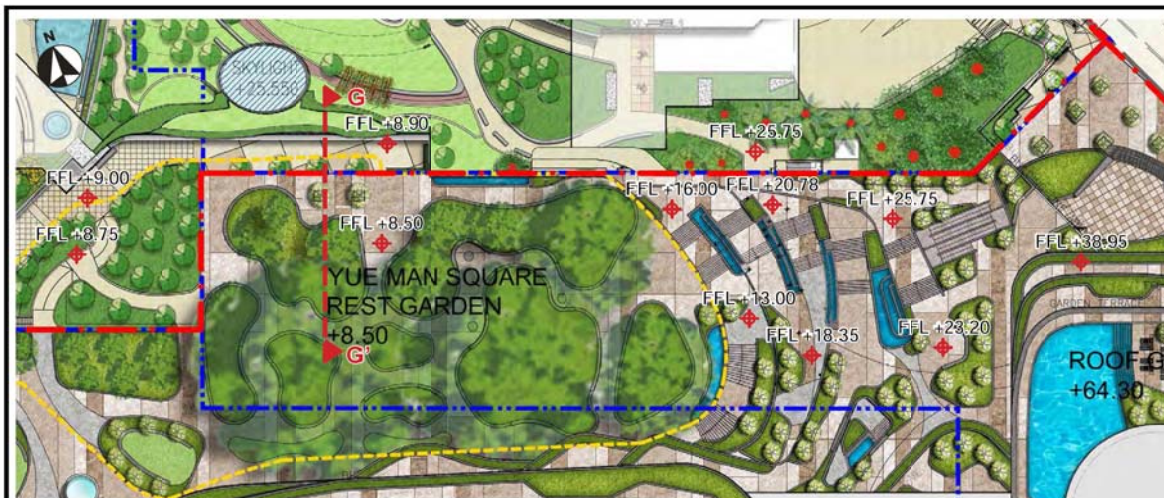 N
SKYLIGHT
+25.550
G
FFL +8.90
FFL +25.75
FFL +9.00
FFL +16.00
FFL +20.78
FFL +25.75
FFL +8.75
FFL +8.50
FFL +38.95
YUE MAN SQUARE
REST GARDEN
+8.50
G'
FFL +13.00
FFL +18.35
FFL +23.20
GARDEN TERRACE
ROOF G
+64.30